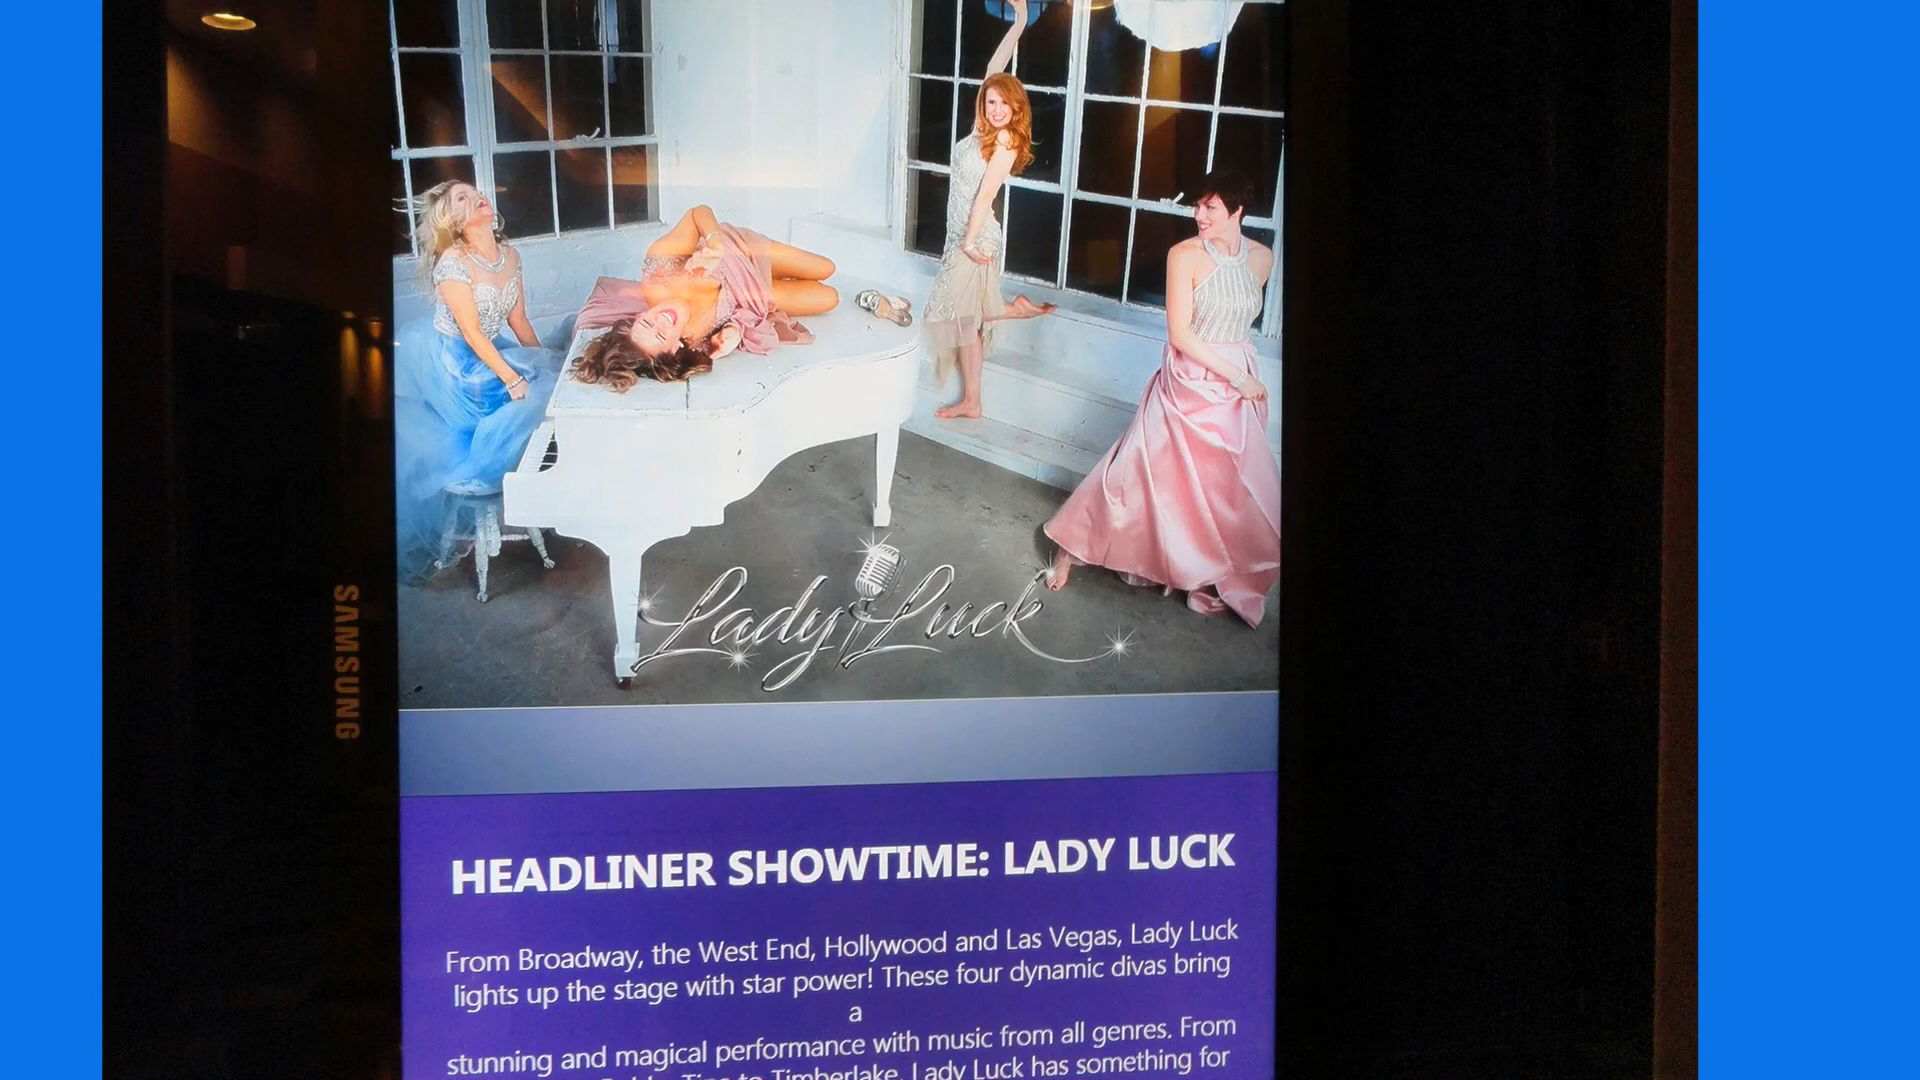 SAMSUNG
Lady Luck
HEADLINER SHOWTIME: LADY LUCK
From Broadway, the West End, Hollywood and Las Vegas, Lady Luck
lights up the stage with star power! These four dynamic divas bring
a
stunning and magical performance with music from all genres. From
to Timberlake, Lady Luck has something for